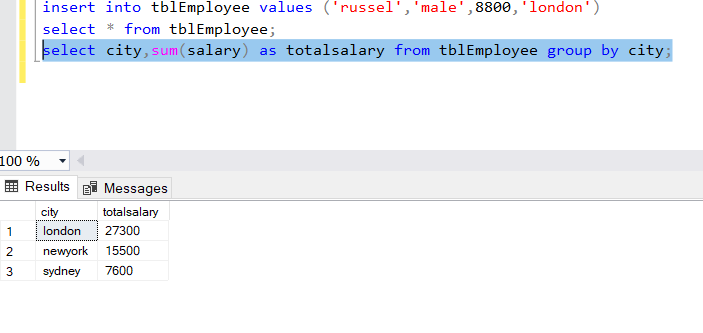 insert into tblEmployee values ('russel','male',8800,'london')
select * from tblEmployee;
select city,sum(salary) as totalsalary from tblEmployee group by city;
100 %
Results Messages
city totalsalary
1 london 27300
2 newyork 15500
3 sydney 7600